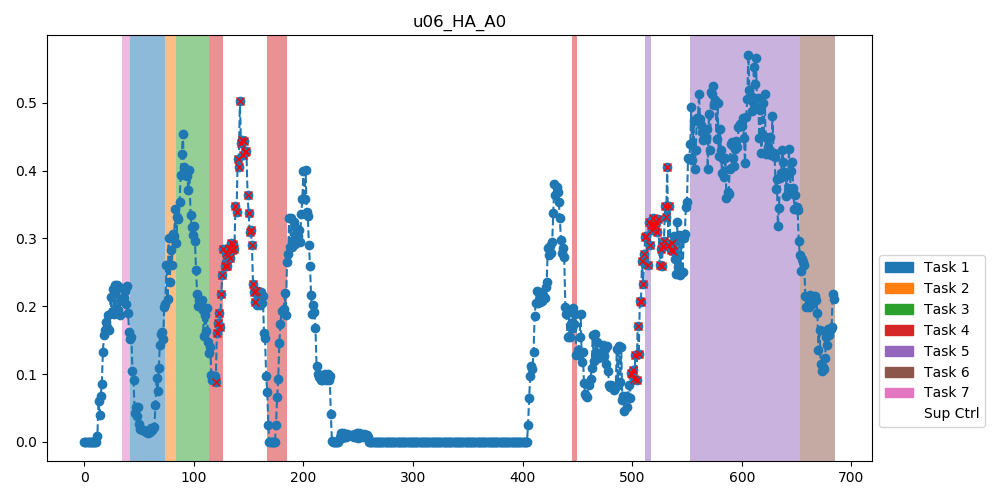 u06_HA_A0
0.5
0.4
0.3
0.2
0.1
0.0
0 100 200 300 400 500 600 700
Task 1
Task 2
Task 3
Task 4
Task 5
Task 6
Task 7
Sup Ctrl